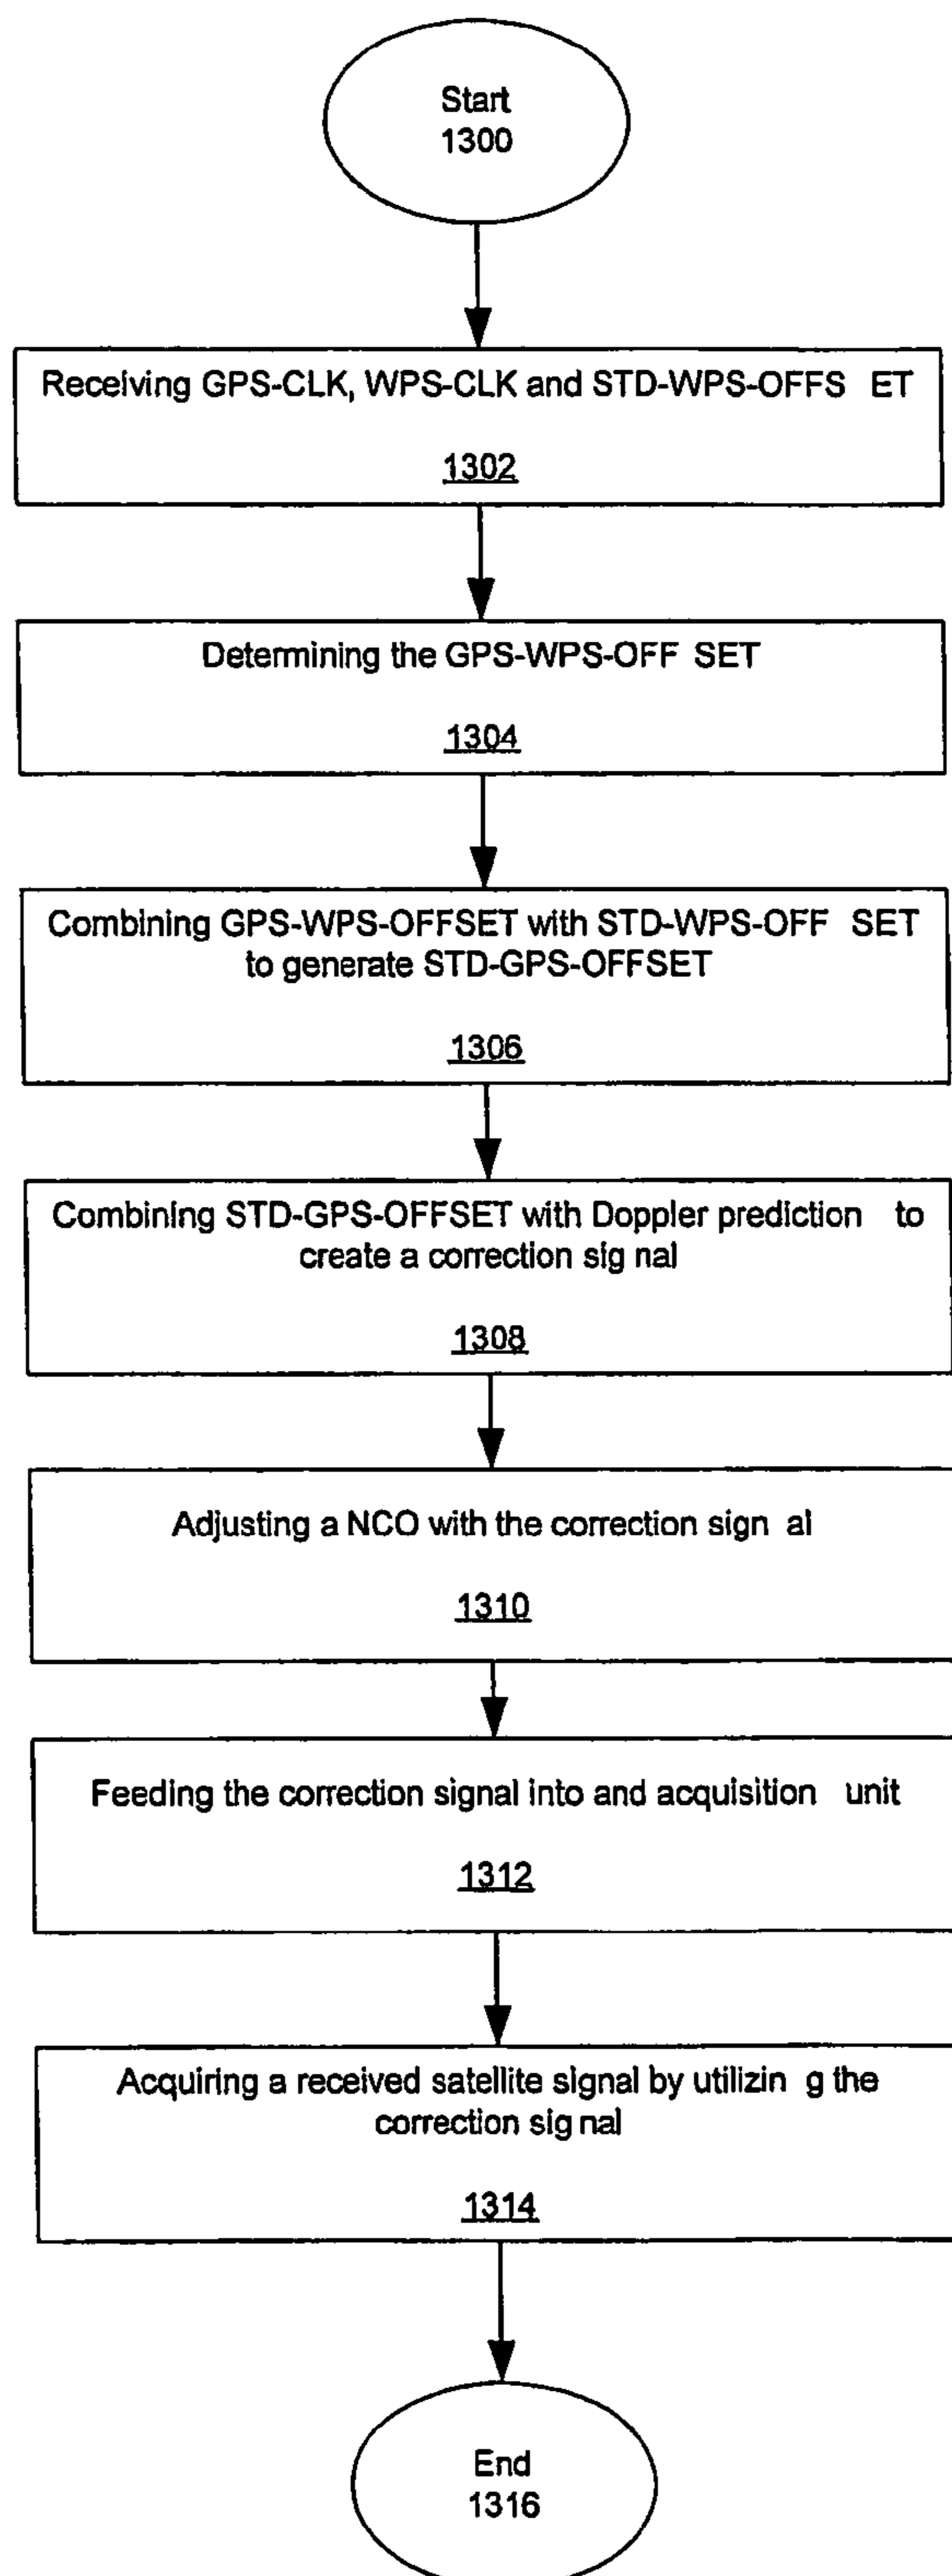 Start
1300
Receiving GPS-CLK, WPS-CLK and STD-WPS-OFFS ET
1302
Determining the GPS-WPS-OFF SET
1304
Combining GPS-WPS-OFFSET with STD-WPS-OFF SET
to generate STD-GPS-OFFSET
1306
Combining STD-GPS-OFFSET with Doppler prediction to
create a correction sig nal
1308
Adjusting a NCO with the correction sign al
1310
Feeding the correction signal into and acquisition unit
1312
Acquiring a received satellite signal by utilizin g the
correction sig nal
1314
End
1316